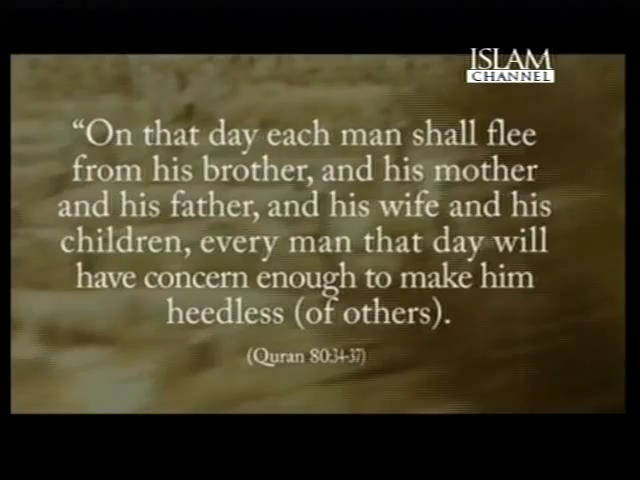 ISLAM
CHANNEL
“On that day each man shall flee
from his brother, and his mother
and his father, and his wife and his
children, every man that day will
have concern enough to make him
heedless (of others).
(Quran 80:34-37)